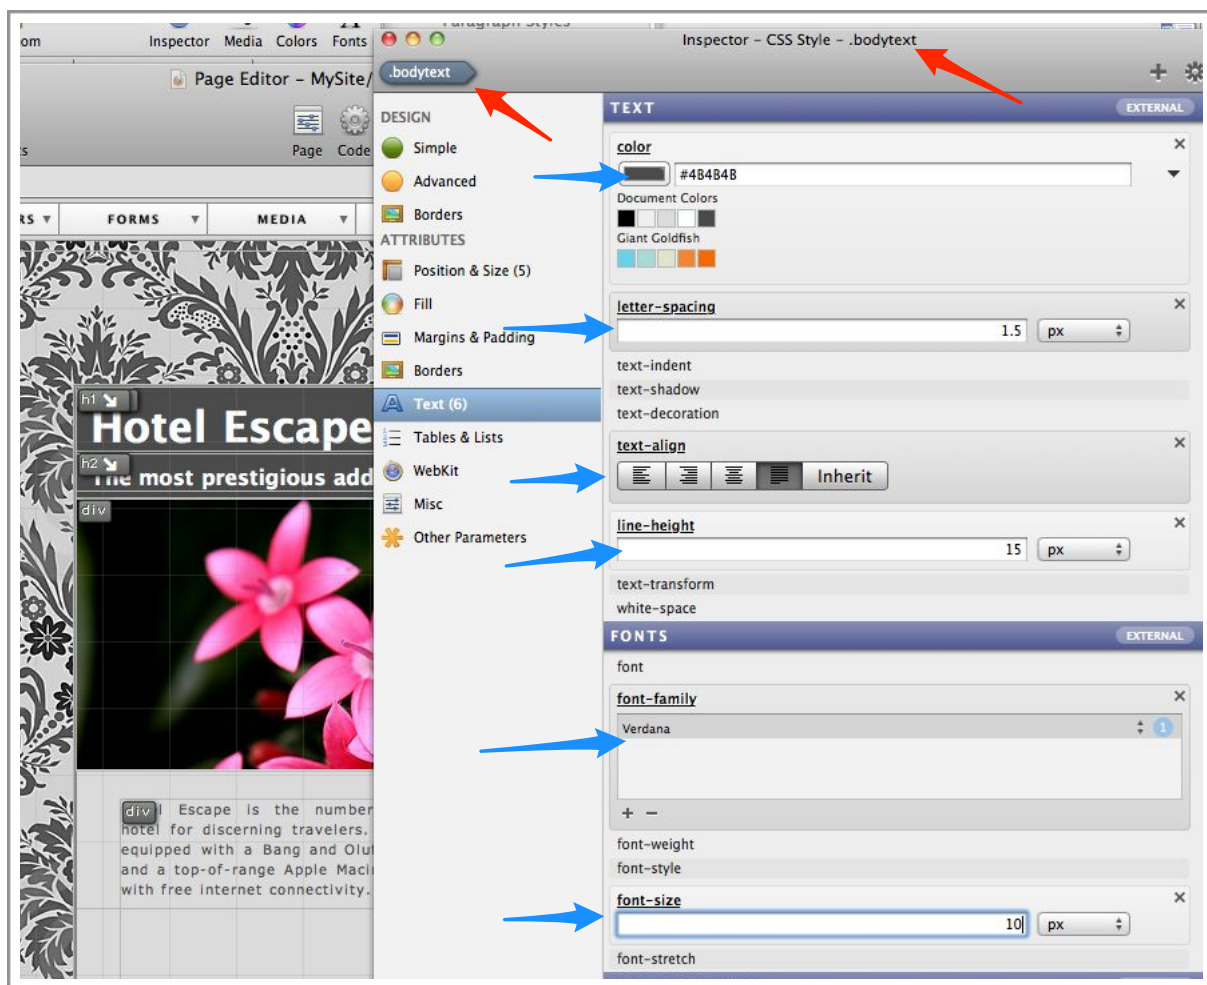 Paragraph Styles
om
Inspector Media Colors Fonts
Inspector – CSS Style – .bodytext
Page Editor – MySite/
.bodytext
Page Code
RS
FORMS
MEDIA
h1
Hotel Escape
h2
The most prestigious add
div
div
Escape is the number
hotel for discerning travelers.
equipped with a Bang and Oluf
and a top-of-range Apple Maci
with free internet connectivity.
DESIGN
Simple
Advanced
Borders
ATTRIBUTES
Position & Size (5)
Fill
Margins & Padding
Borders
Text (6)
Tables & Lists
WebKit
Misc
Other Parameters
TEXT EXTERNAL
color
#4B4B4B
Document Colors
Giant Goldfish
letter-spacing
1.5 px
text-indent
text-shadow
text-decoration
text-align
Inherit
line-height
15 px
text-transform
white-space
FONTS EXTERNAL
font
font-family
Verdana 1
font-weight
font-style
font-size
10 px
font-stretch